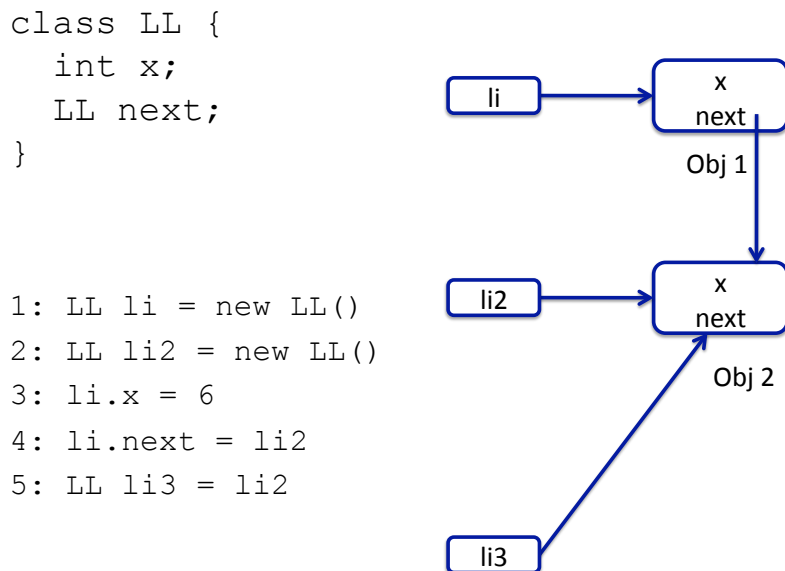 class LL {
int x;
LL next;
}
1: LL li = new LL()
2: LL li2 = new LL()
3: li.x = 6
4: li.next = li2
5: LL li3 = li2
li
x
next
Obj 1
li2
x
next
Obj 2
li3